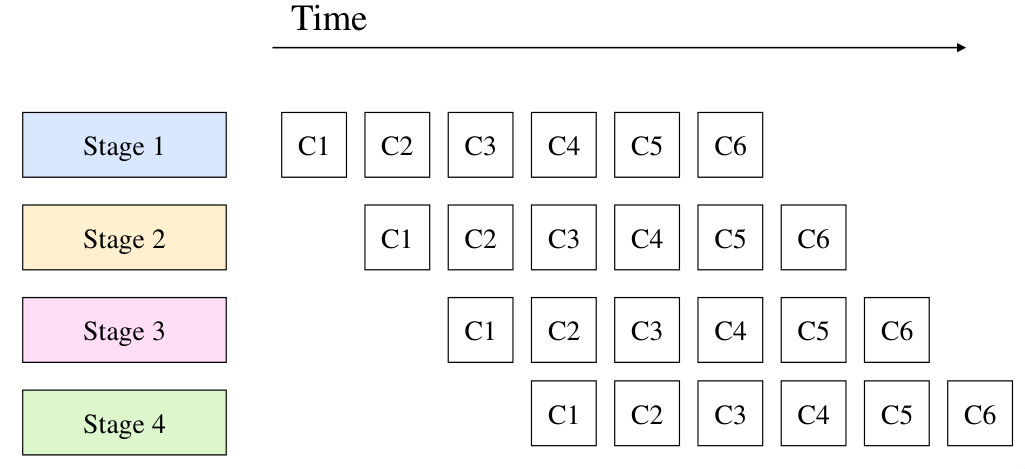 Time
Stage 1 C1 C2 C3 C4 C5 C6
Stage 2 C1 C2 C3 C4 C5 C6
Stage 3 C1 C2 C3 C4 C5 C6
Stage 4 C1 C2 C3 C4 C5 C6